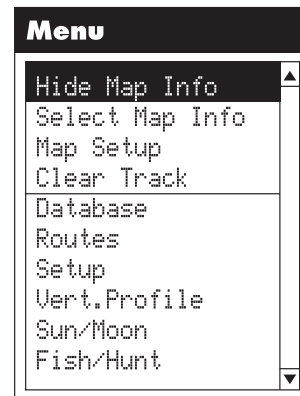 Menu
Hide Map Info
Select Map Info
Map Setup
Clear Track
Database
Routes
Setup
Vert.Profile
Sun/Moon
Fish/Hunt